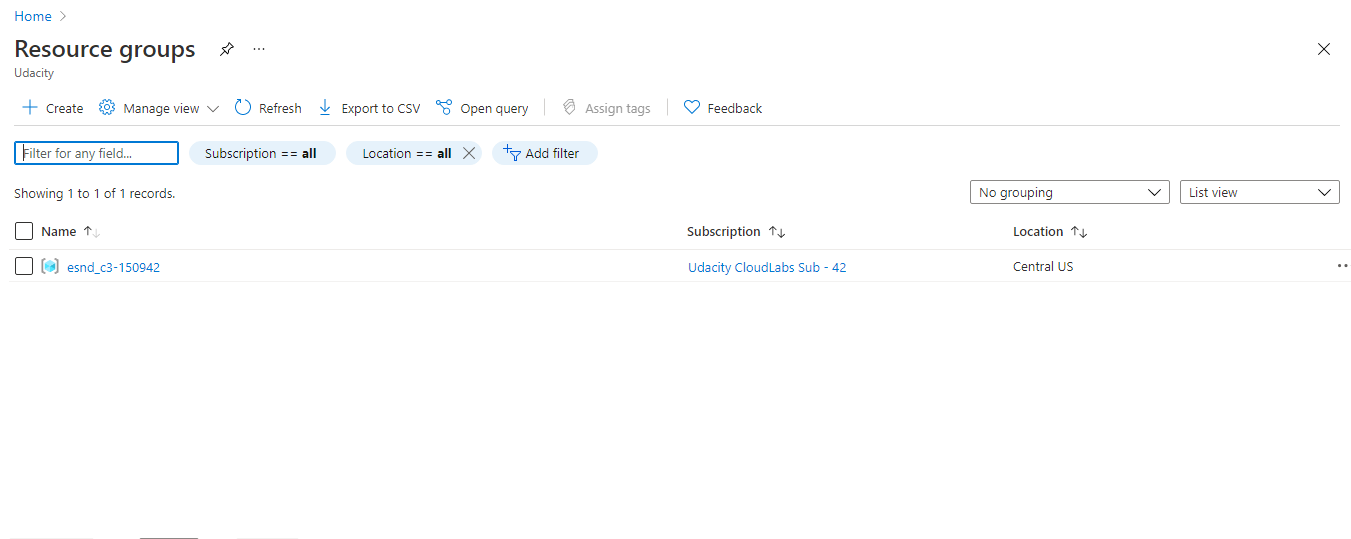 Home
Resource groups
Udacity
Create Manage view Refresh Export to CSV Open query Assign tags Feedback
Filter for any field... Subscription == all Location == all Add filter
Showing 1 to 1 of 1 records. No grouping List view
Name Subscription Location
esnd_c3-150942 Udacity CloudLabs Sub - 42 Central US